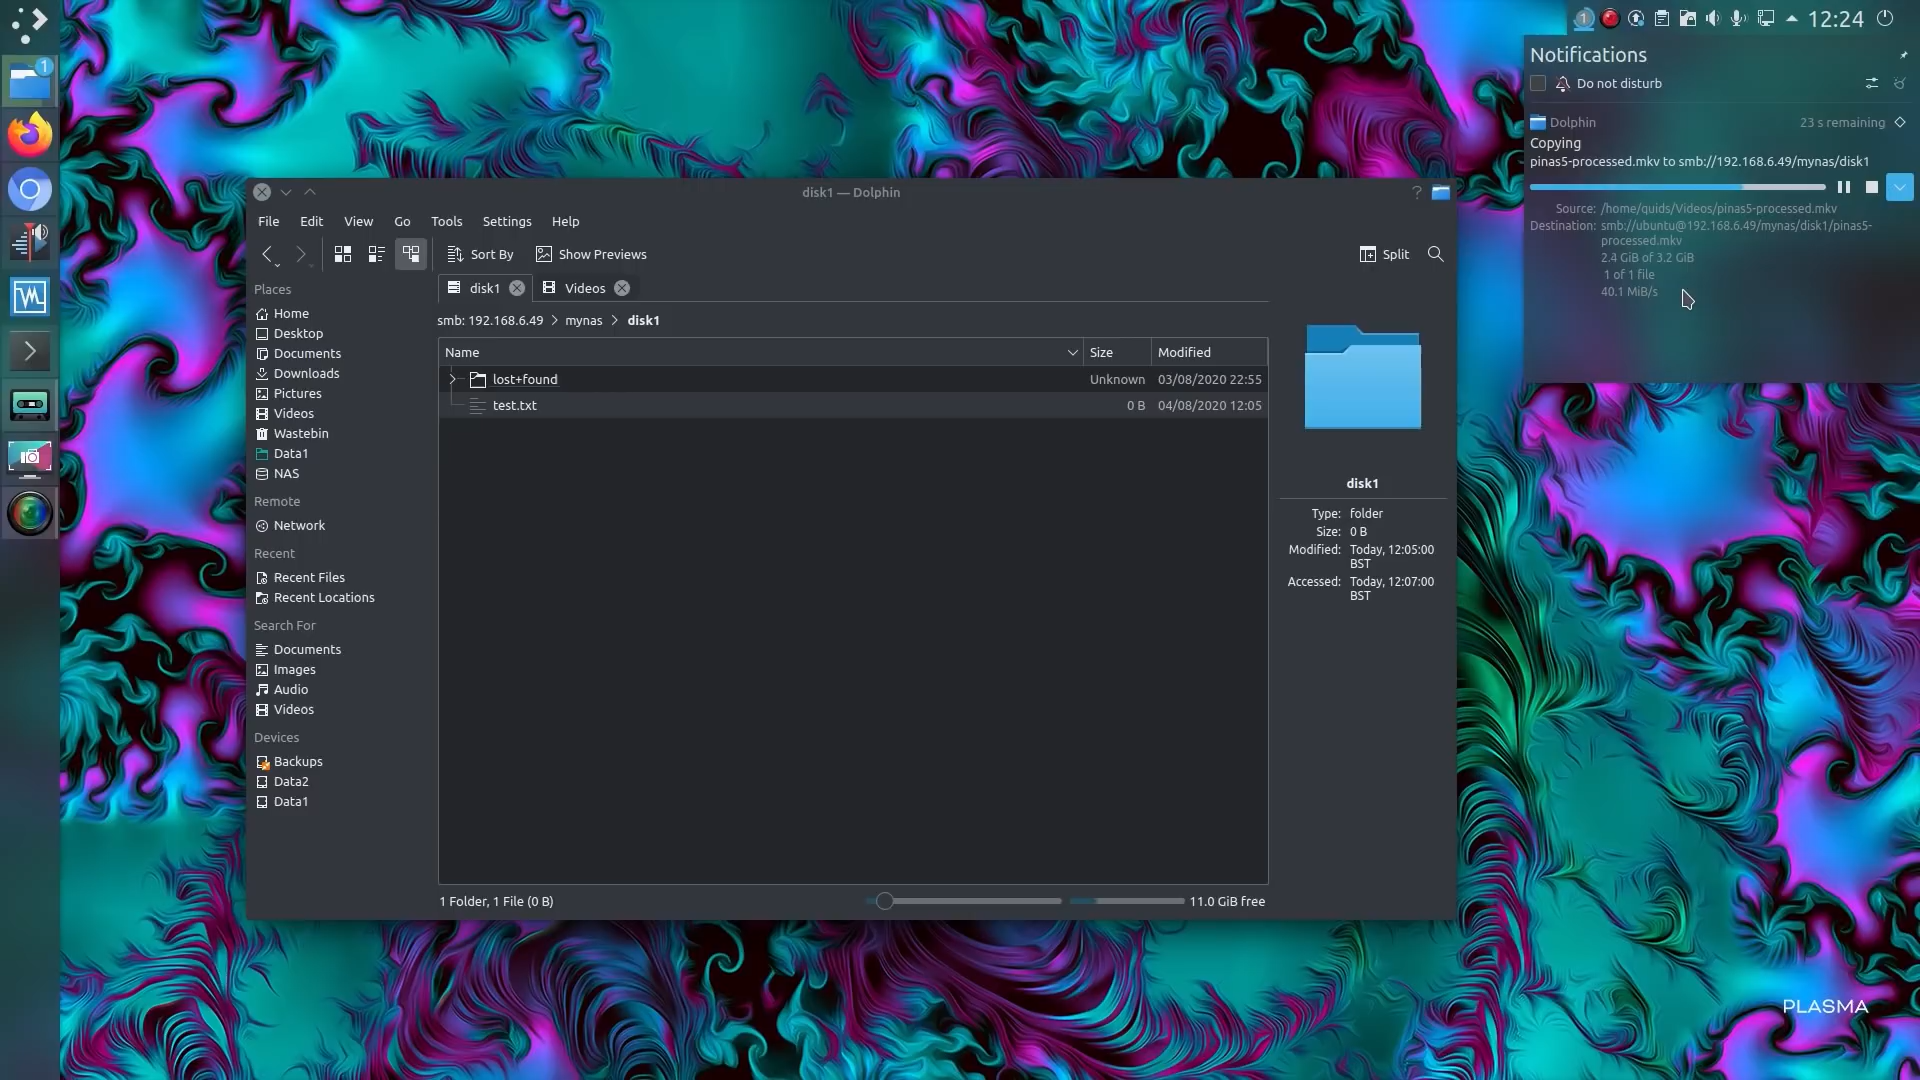 1
12:24
Notifications
Do not disturb
Dolphin 23 s remaining
Copying
pinas5-processed.mkv to smb://192.168.6.49/mynas/disk1
Source: /home/quids/Videos/pinas5-processed.mkv
Destination: smb://ubuntu@192.168.6.49/mynas/disk1/pinas5-
processed.mkv
2.4 GiB of 3.2 GiB
1 of 1 file
40.1 MiB/s
1
disk1 — Dolphin
?
File Edit View Go Tools Settings Help
Sort By Show Previews Split
disk1 Videos
smb: 192.168.6.49 > mynas > disk1
Name Size Modified
lost+found Unknown 03/08/2020 22:55
test.txt 0 B 04/08/2020 12:05
Places
Home
Desktop
Documents
Downloads
Pictures
Videos
Wastebin
Data1
NAS
Remote
Network
Recent
Recent Files
Recent Locations
Search For
Documents
Images
Audio
Videos
Devices
Backups
Data2
Data1
disk1
Type: folder
Size: 0 B
Modified: Today, 12:05:00
BST
Accessed: Today, 12:07:00
BST
1 Folder, 1 File (0 B) 11.0 GiB free
PLASMA